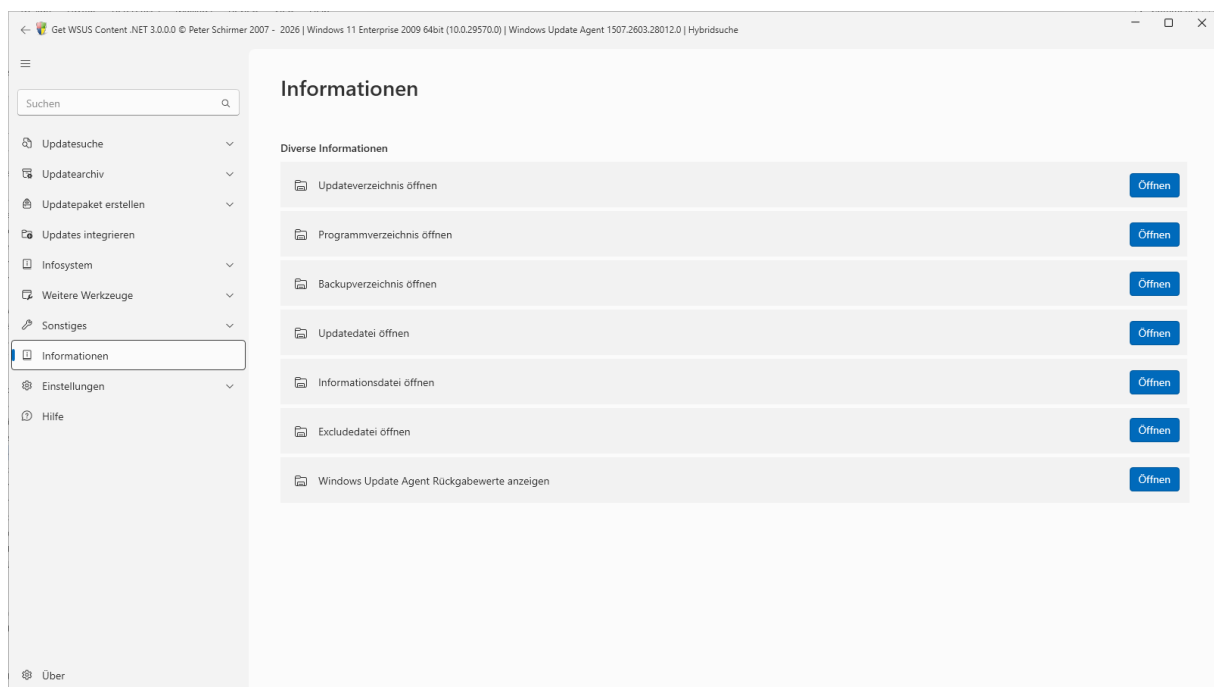 Get WSUS Content .NET 3.0.0.0 © Peter Schirmer 2007 - 2026 | Windows 11 Enterprise 2009 64bit (10.0.29570.0) | Windows Update Agent 1507.2603.28012.0 | Hybridsuche
Suchen
Updatesuche
Updatearchiv
Updatepaket erstellen
Updates integrieren
Infosystem
Weitere Werkzeuge
Sonstiges
Informationen
Einstellungen
Hilfe
Über
Informationen
Diverse Informationen
Updateverzeichnis öffnen Öffnen
Programmverzeichnis öffnen Öffnen
Backupverzeichnis öffnen Öffnen
Updatedatei öffnen Öffnen
Informationsdatei öffnen Öffnen
Excludedatei öffnen Öffnen
Windows Update Agent Rückgabewerte anzeigen Öffnen